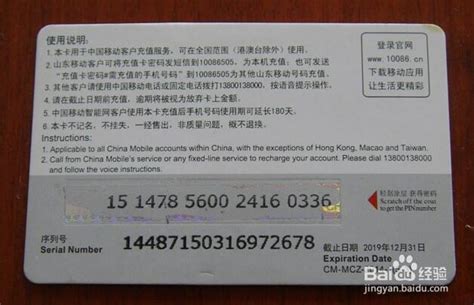 使用说明:
1.本卡用于中国移动客户充值服务，可在全国范围（港澳台除外）使用。
2.山东移动客户可将充值卡密码发短信到10086505，为本机充值；也可发送
“充值卡密码#需充值的手机号码”到10086505为其他山东移动号码充值。
3.其他客户请使用中国移动电话或固定电话拨打13800138000，按语音提示操作。
4.请在截止日期前充值，逾期将被视为放弃卡上金额。
5.中国移动智能网客户使用本卡充值后手机号码使用期可延长180天。
6.本卡不记名、不挂失，一经售出，非质量问题，概不退换。
Instructions:
1. Applicable to all China Mobile accounts within China, with the exceptions of Hong Kong, Macao and Taiwan.
2. Call from China Mobile's service or any fixed-line service to recharge your account. Please dial 13800138000
and follow the voice instructions.
登录官网
www.10086.cn
下载移动应用
让生活更精彩
15 1478 5600 2416 0336
轻刮涂层 获得密码
Scratch off the coat
to get the PIN number
序列号
Serial Number
14487150316972678
截止日期 2019年12月31日
Expiration Date
CM-MCZ-
Baidu经验
jingyan.baidu.com